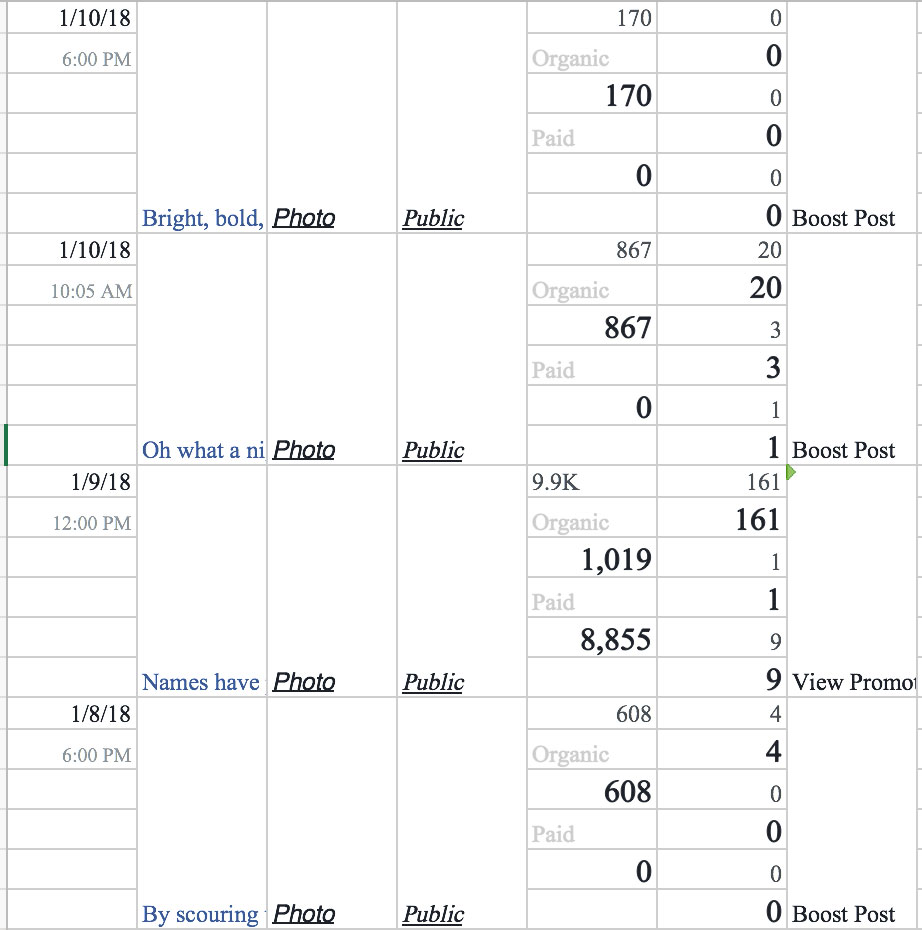 1/10/18 170 0
6:00 PM Organic 0
170 0
Paid 0
0 0
Bright, bold, Photo Public 0 Boost Post
1/10/18 867 20
10:05 AM Organic 20
867 3
Paid 3
0 1
Oh what a ni Photo Public 1 Boost Post
1/9/18 9.9K 161
12:00 PM Organic 161
1,019 1
Paid 1
8,855 9
Names have Photo Public 9 View Promot
1/8/18 608 4
6:00 PM Organic 4
608 0
Paid 0
0 0
By scouring Photo Public 0 Boost Post